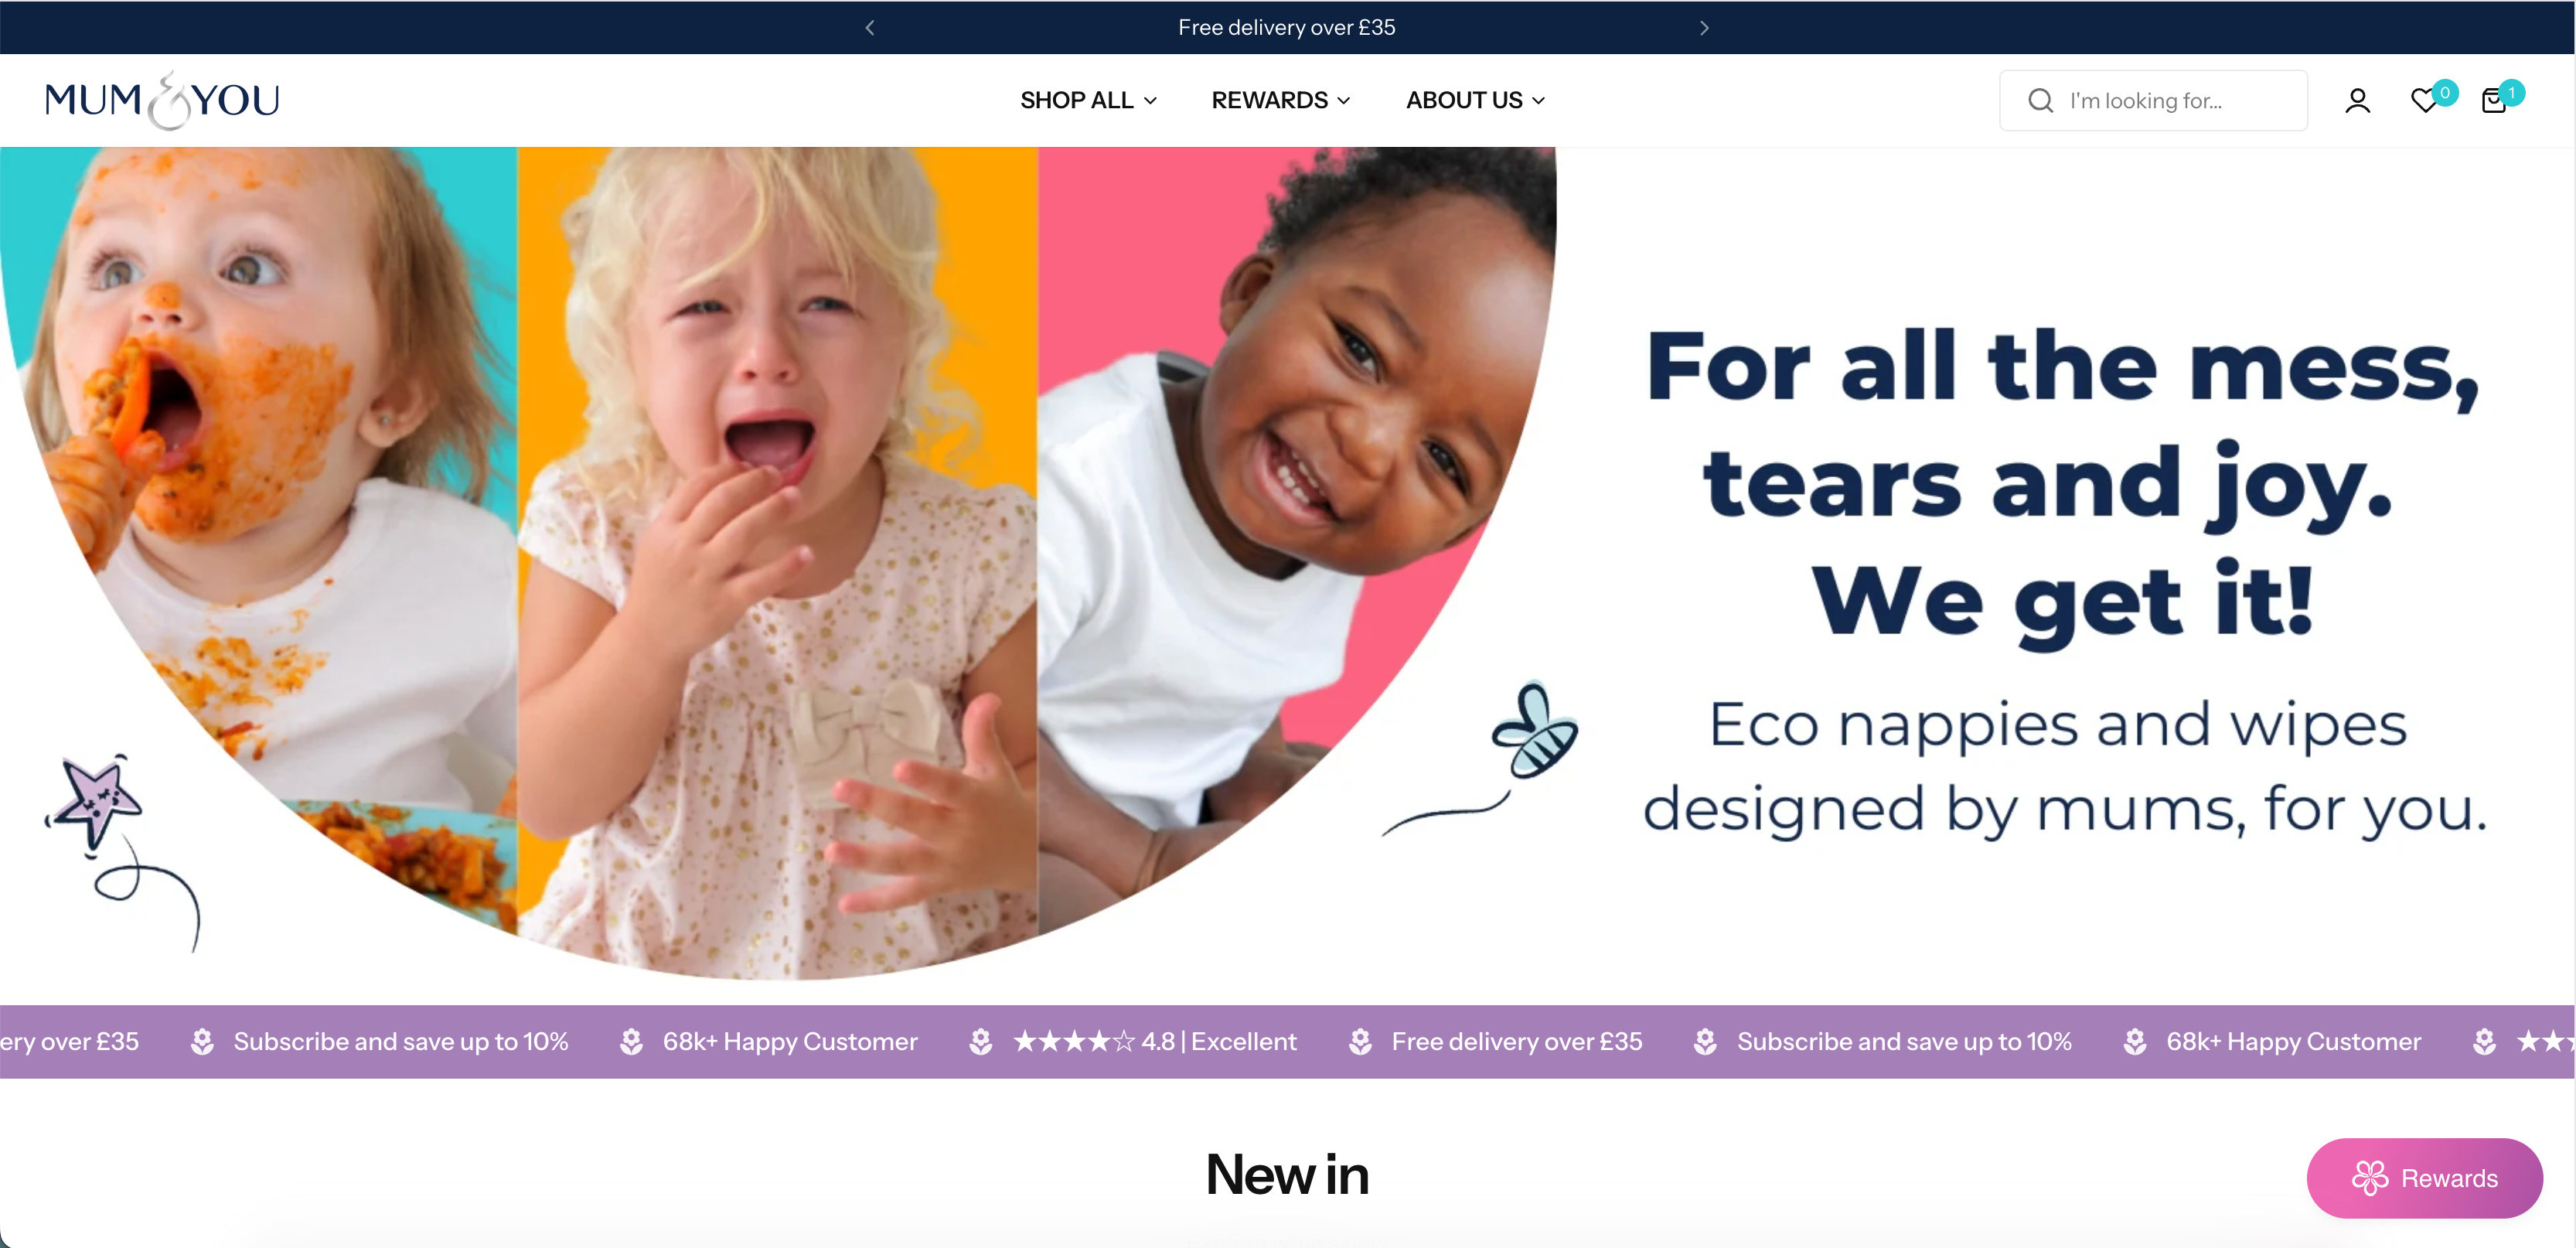 Free delivery over £35
MUM & YOU
SHOP ALL
REWARDS
ABOUT US
I'm looking for...
0
1
For all the mess,
tears and joy.
We get it!
Eco nappies and wipes
designed by mums, for you.
ery over £35
Subscribe and save up to 10%
68k+ Happy Customer
★★★★☆ 4.8 | Excellent
Free delivery over £35
Subscribe and save up to 10%
68k+ Happy Customer
New in
Rewards